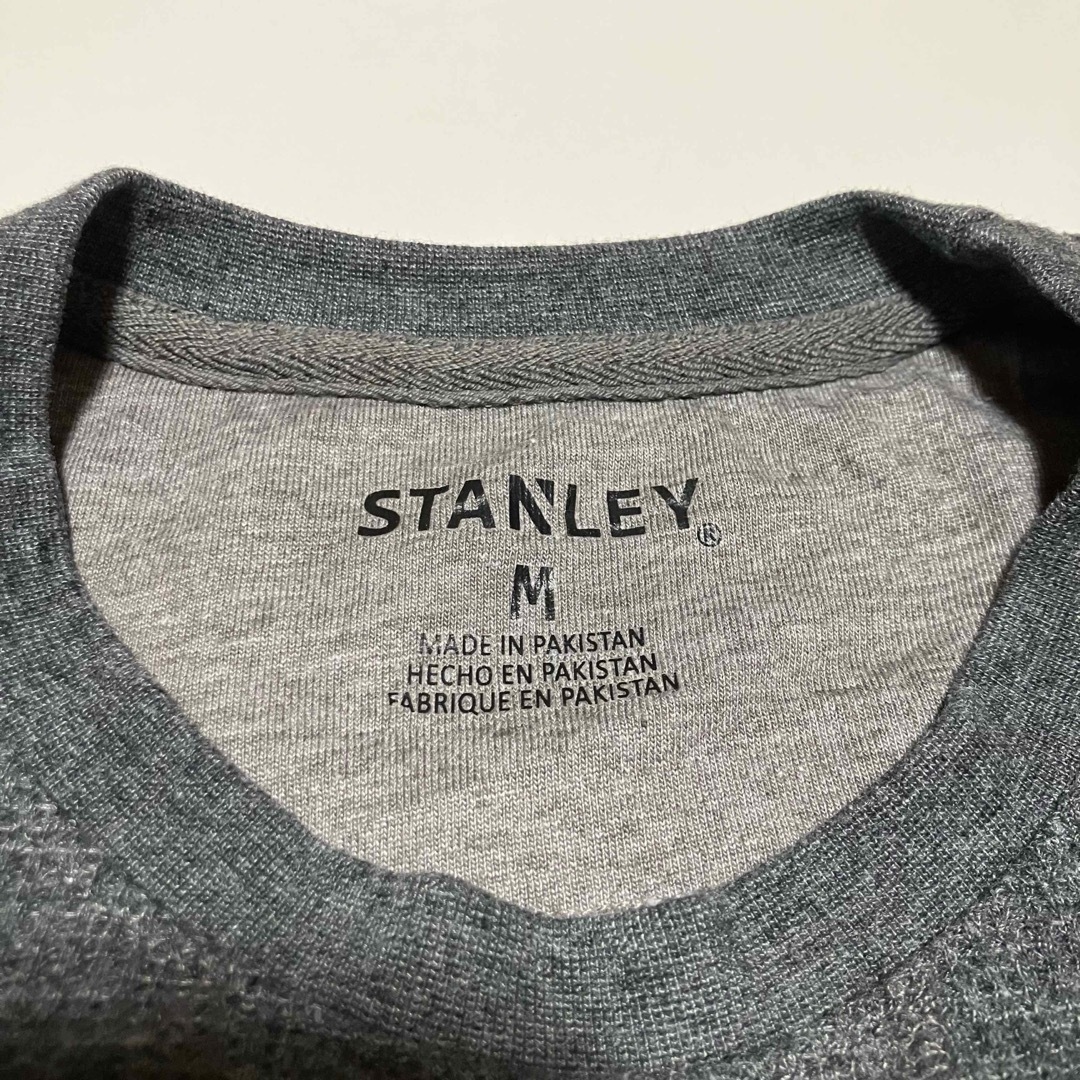 STANLEY®
M
MADE IN PAKISTAN
HECHO EN PAKISTAN
FABRIQUE EN PAKISTAN